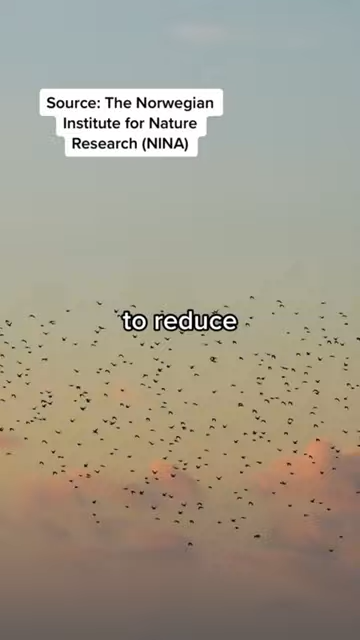 Source: The Norwegian
Institute for Nature
Research (NINA)
to reduce